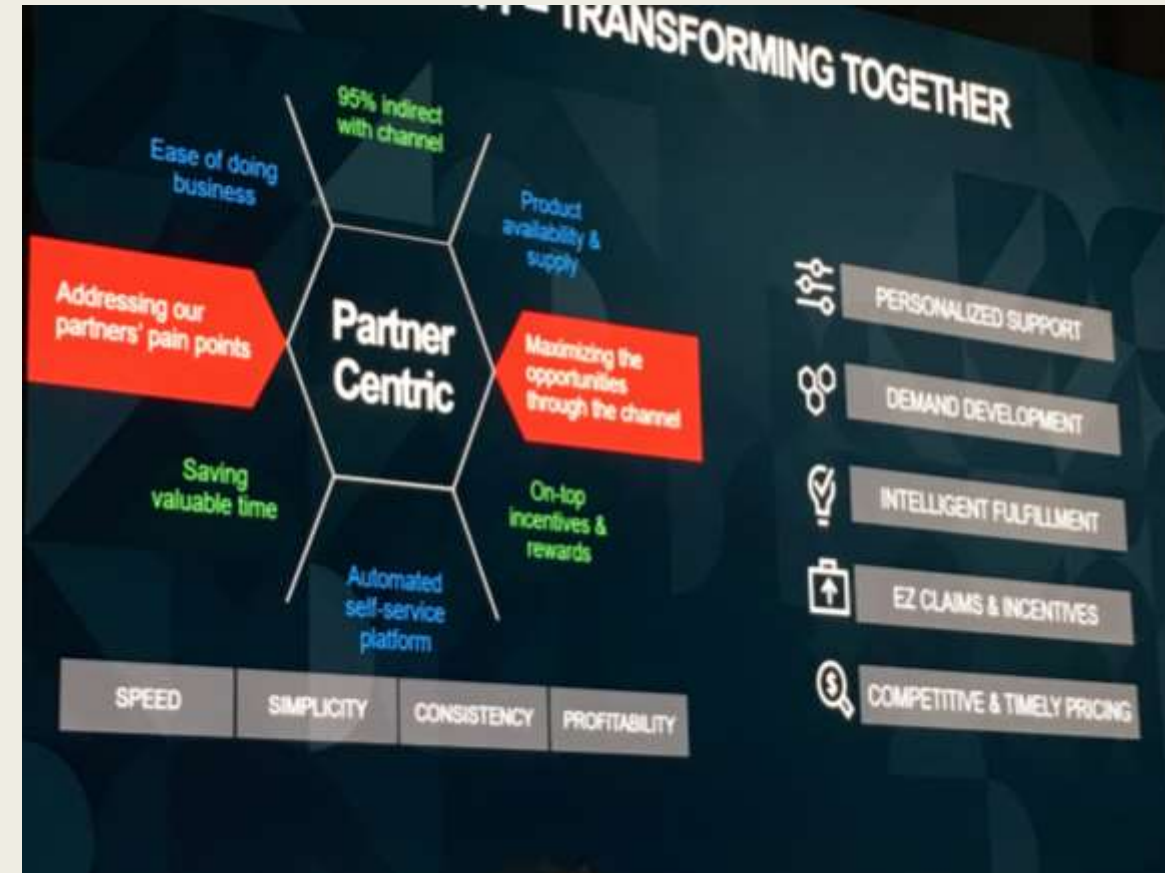 TRANSFORMING TOGETHER
95% indirect
with channel
Ease of doing
business
Product
availability &
supply
Addressing our
partners' pain points
Partner
Centric
Maximizing the
opportunities
through the channel
Saving
valuable time
On-top
incentives &
rewards
Automated
self-service
platform
SPEED
SIMPLICITY
CONSISTENCY
PROFITABILITY
PERSONALIZED SUPPORT
DEMAND DEVELOPMENT
INTELLIGENT FULFILLMENT
EZ CLAIMS & INCENTIVES
COMPETITIVE & TIMELY PRICING